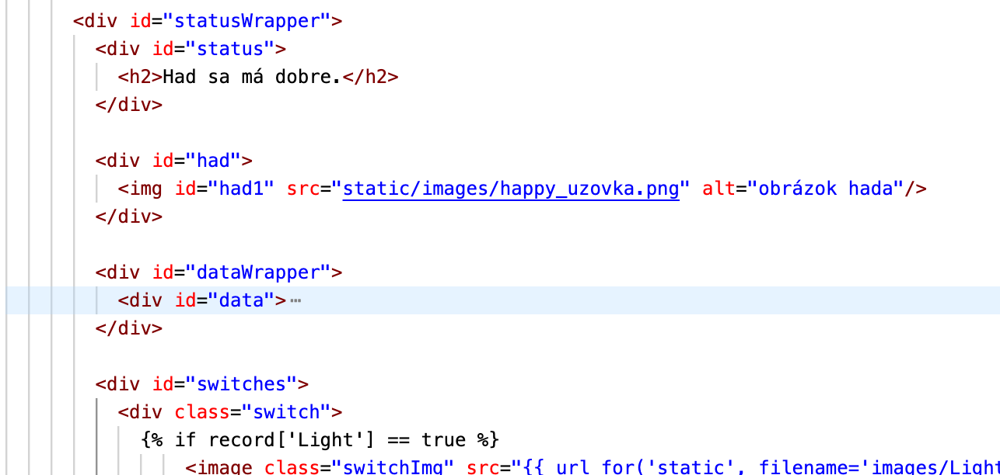 <div id="statusWrapper">
<div id="status">
<h2>Had sa má dobre.</h2>
</div>
<div id="had">
<img id="had1" src="static/images/happy_uzovka.png" alt="obrázok hada"/>
</div>
<div id="dataWrapper">
<div id="data">⋯
</div>
<div id="switches">
<div class="switch">
{% if record['Light'] == true %}
<image class="switchImg" src="{{ url_for('static', filename='images/Light